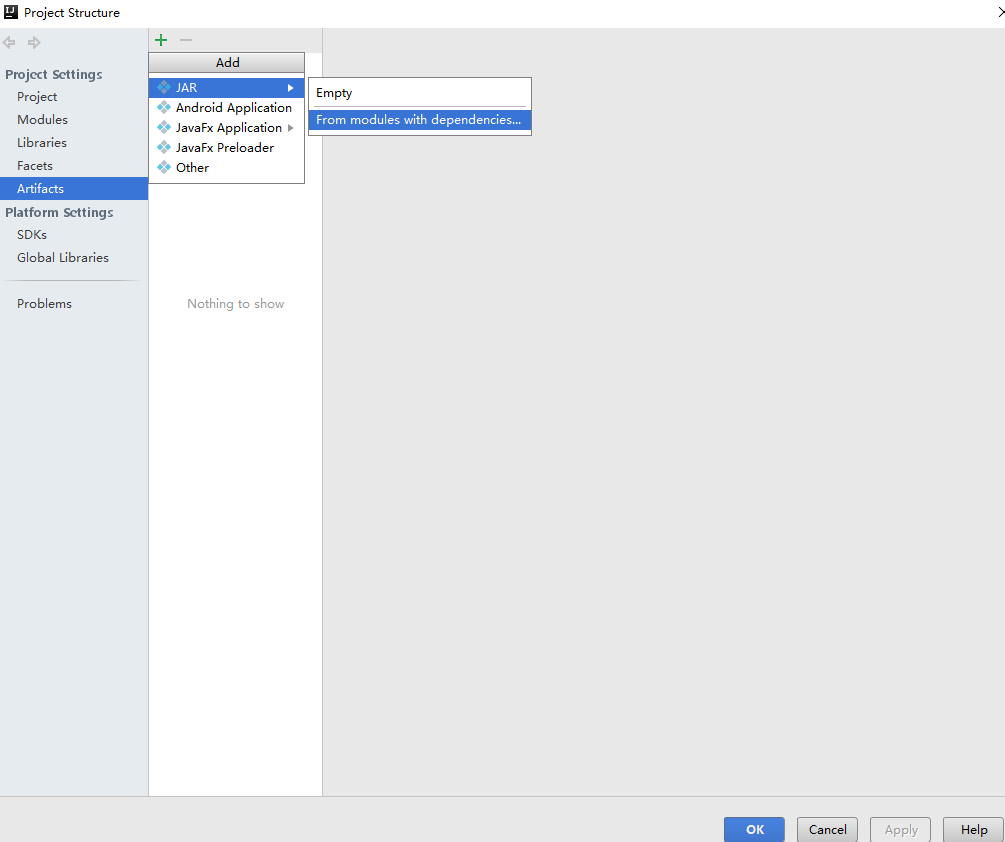 Project Structure
Project Settings
Project
Modules
Libraries
Facets
Artifacts
Platform Settings
SDKs
Global Libraries
Problems
Add
JAR
Android Application
JavaFx Application
JavaFx Preloader
Other
Empty
From modules with dependencies...
Nothing to show
OK
Cancel
Apply
Help